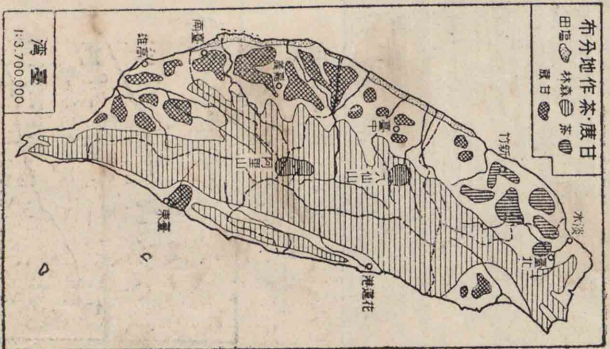 甘蔗・茶作地分布
茶 森林 塩田
甘蔗
淡水
臺北
新竹
臺中
八仙山
花蓮港
阿里山
嘉義
臺南
高雄
臺東
臺湾
1:3,700,000